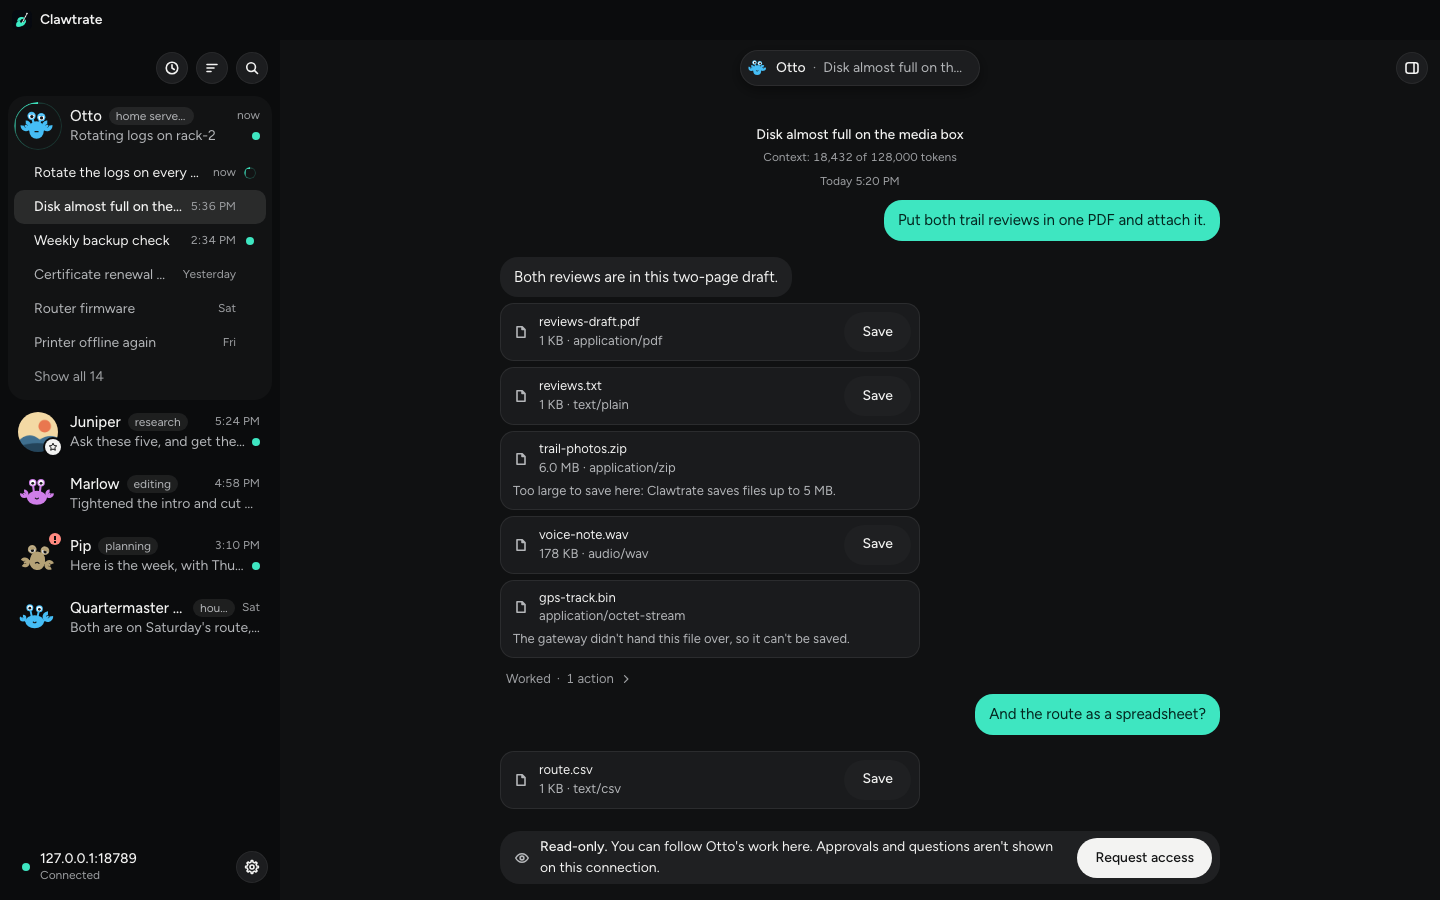 Clawtrate
Otto home serve... now
Rotating logs on rack-2
Rotate the logs on every ... now
Disk almost full on the... 5:36 PM
Weekly backup check 2:34 PM
Certificate renewal ... Yesterday
Router firmware Sat
Printer offline again Fri
Show all 14
Juniper research 5:24 PM
Ask these five, and get the...
Marlow editing 4:58 PM
Tightened the intro and cut ...
Pip planning 3:10 PM
Here is the week, with Thu...
Quartermaster ... hou... Sat
Both are on Saturday's route,...
127.0.0.1:18789
Connected
Otto · Disk almost full on th...
Disk almost full on the media box
Context: 18,432 of 128,000 tokens
Today 5:20 PM
Put both trail reviews in one PDF and attach it.
Both reviews are in this two-page draft.
reviews-draft.pdf
1 KB · application/pdf
Save
reviews.txt
1 KB · text/plain
Save
trail-photos.zip
6.0 MB · application/zip
Too large to save here: Clawtrate saves files up to 5 MB.
voice-note.wav
178 KB · audio/wav
Save
gps-track.bin
application/octet-stream
The gateway didn't hand this file over, so it can't be saved.
Worked · 1 action
And the route as a spreadsheet?
route.csv
1 KB · text/csv
Save
Read-only. You can follow Otto's work here. Approvals and questions aren't shown
on this connection.
Request access